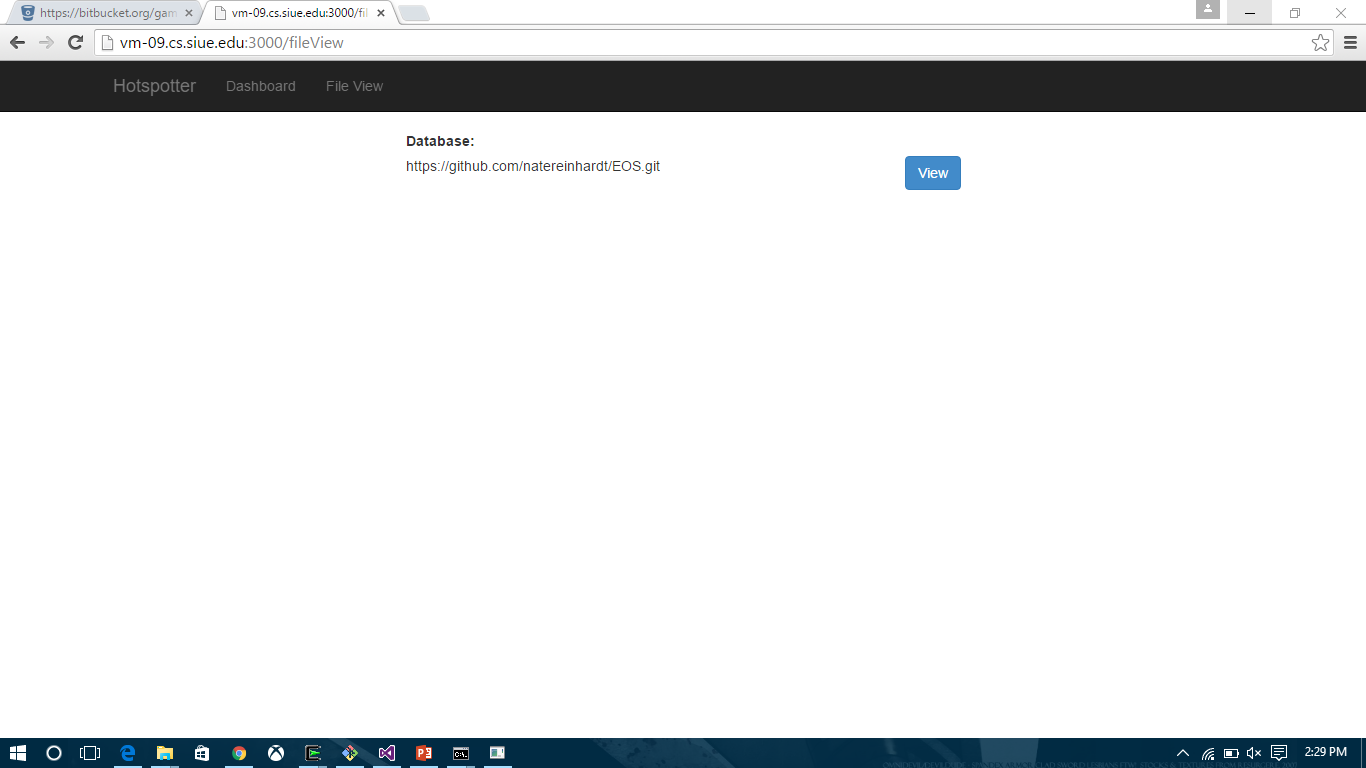 https://bitbucket.org/gam
vm-09.cs.siue.edu:3000/fil
vm-09.cs.siue.edu:3000/fileView
Hotspotter
Dashboard
File View
Database:
https://github.com/natereinhardt/EOS.git
View
2:29 PM